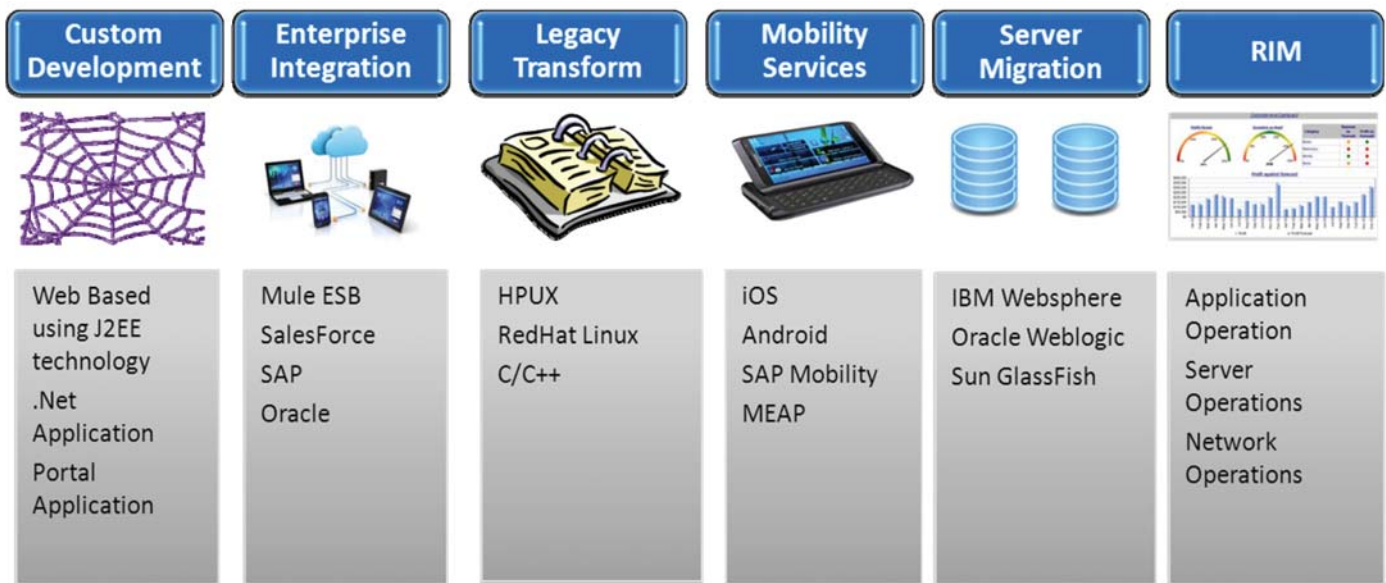 Custom
Development
Enterprise
Integration
Legacy
Transform
Mobility
Services
Server
Migration
RIM
Web Based
using J2EE
technology
.Net
Application
Portal
Application
Mule ESB
SalesForce
SAP
Oracle
HPUX
RedHat Linux
C/C++
iOS
Android
SAP Mobility
MEAP
IBM Websphere
Oracle Weblogic
Sun GlassFish
Application
Operation
Server
Operations
Network
Operations